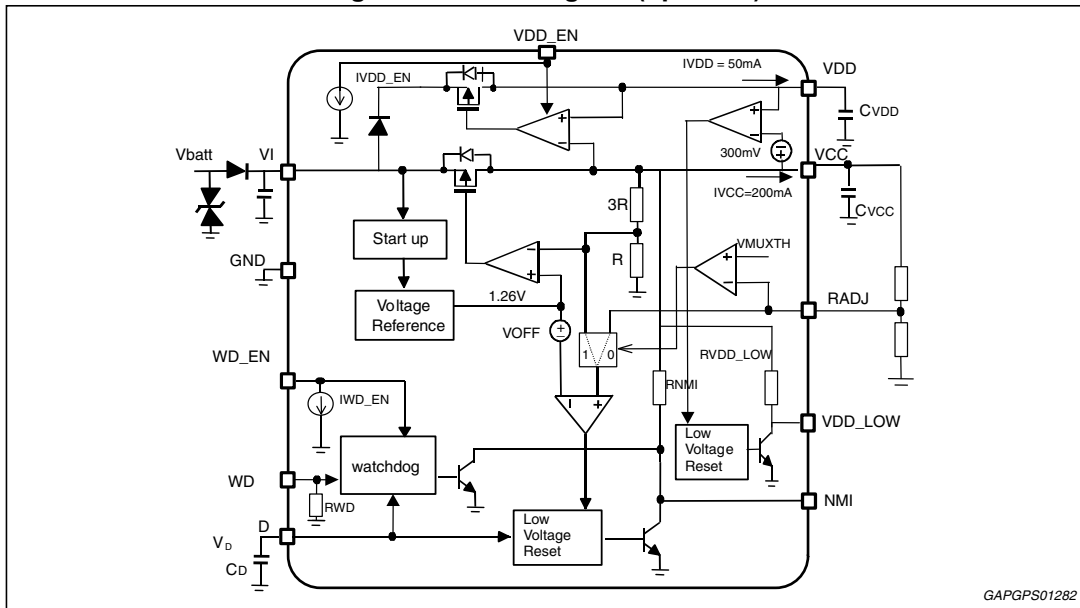 VDD_EN
IVDD_EN
IVDD = 50mA
VDD
CVDD
Vbatt
VI
300mV
VCC
IVCC=200mA
CVCC
3R
Start up
R
VMUXTH
GND
Voltage
Reference
1.26V
RADJ
VOFF
1
0
RVDD_LOW
WD_EN
RNMI
IWD_EN
VDD_LOW
Low
Voltage
Reset
watchdog
WD
RWD
NMI
D
VD
CD
Low
Voltage
Reset
GAPGPS01282